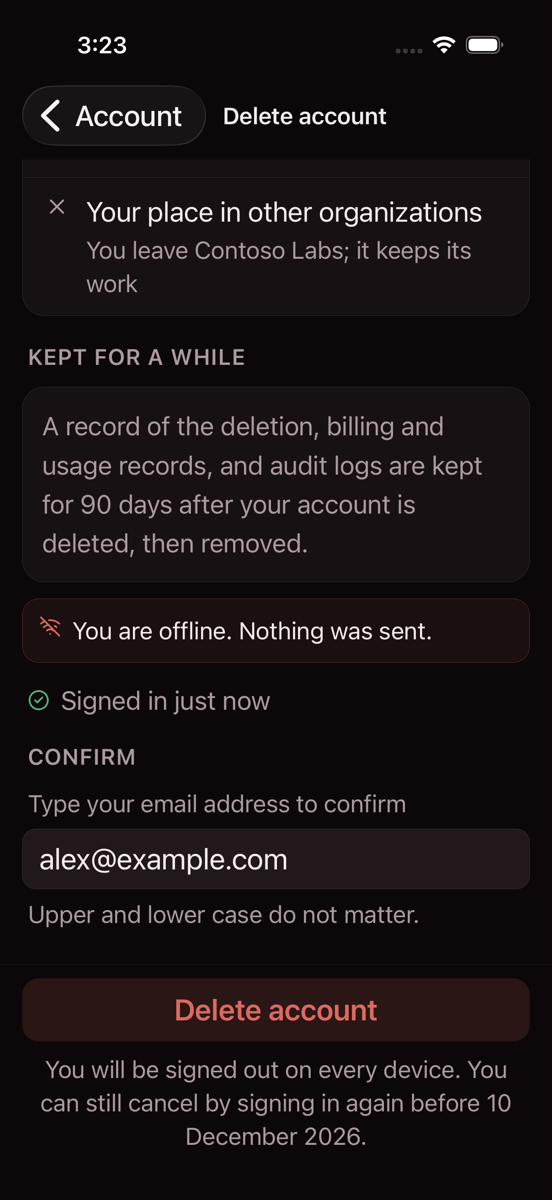 3:23
Account
Delete account
Your place in other organizations
You leave Contoso Labs; it keeps its
work
KEPT FOR A WHILE
A record of the deletion, billing and
usage records, and audit logs are kept
for 90 days after your account is
deleted, then removed.
You are offline. Nothing was sent.
Signed in just now
CONFIRM
Type your email address to confirm
alex@example.com
Upper and lower case do not matter.
Delete account
You will be signed out on every device. You
can still cancel by signing in again before 10
December 2026.